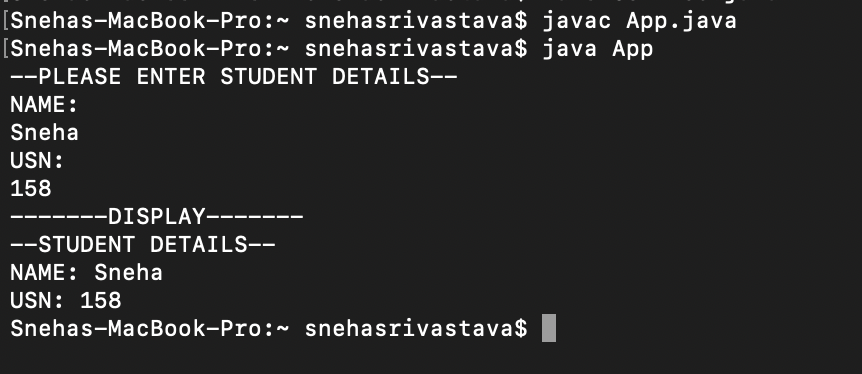 [Snehas-MacBook-Pro:~ snehasrivastava$ javac App.java
[Snehas-MacBook-Pro:~ snehasrivastava$ java App
--PLEASE ENTER STUDENT DETAILS--
NAME:
Sneha
USN:
158
-------DISPLAY-------
--STUDENT DETAILS--
NAME: Sneha
USN: 158
Snehas-MacBook-Pro:~ snehasrivastava$